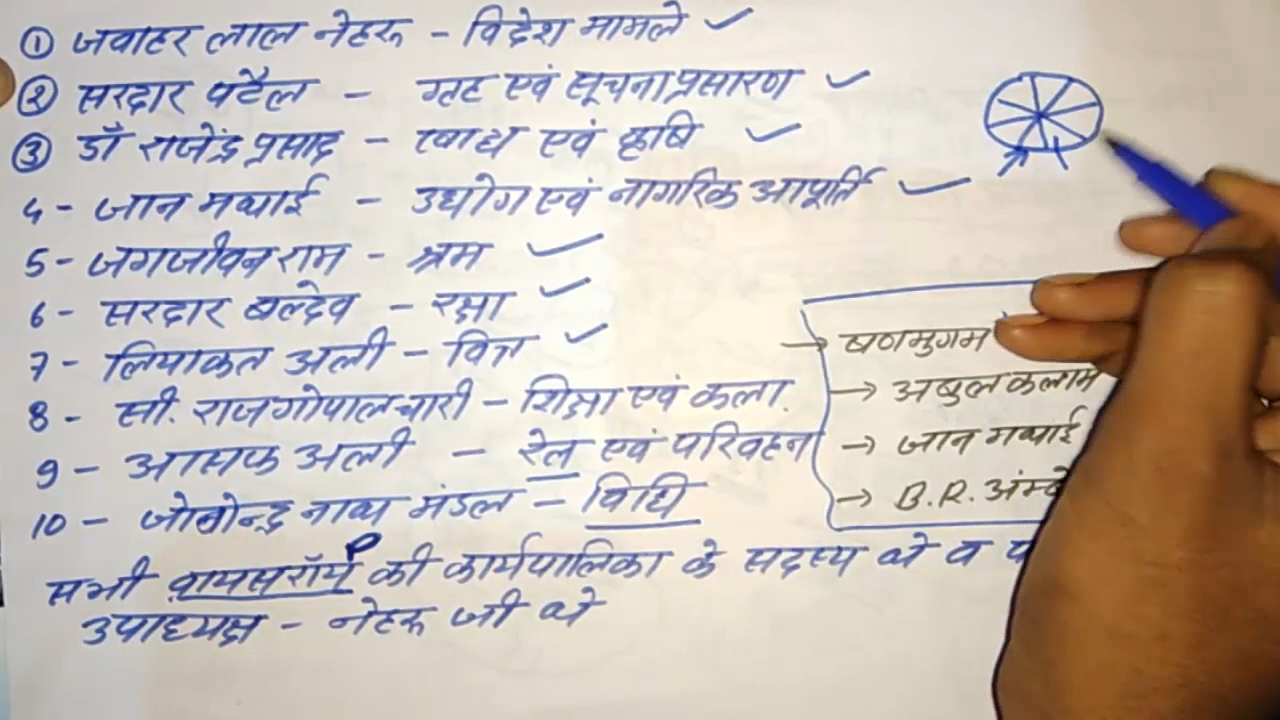 ① जवाहर लाल नेहरू - विदेश मामले ✓
② सरदार पटैल - गृह एवं सूचना प्रसारण ✓
③ डॉ राजेंद्र प्रसाद - खाद्य एवं कृषि ✓
4 - जान मथाई - उद्योग एवं नागरिक आपूर्ति ✓
5 - जगजीवन राम - श्रम ✓
6 - सरदार बल्देव - रक्षा ✓
7 - लियाकत अली - वित्त ✓
8 - सी. राजगोपालचारी - शिक्षा एवं कला
9 - आसफ अली - रेल एवं परिवहन
10 - जोगेन्द्र नाथ मंडल - विधि
सभी वायसरॉय की कार्यपालिका के सदस्य थे व
उपाध्यक्ष - नेहरू जी थे
→ षणमुगम
→ अबुल कलाम
→ जान मथाई
→ B.R. अंम्बे